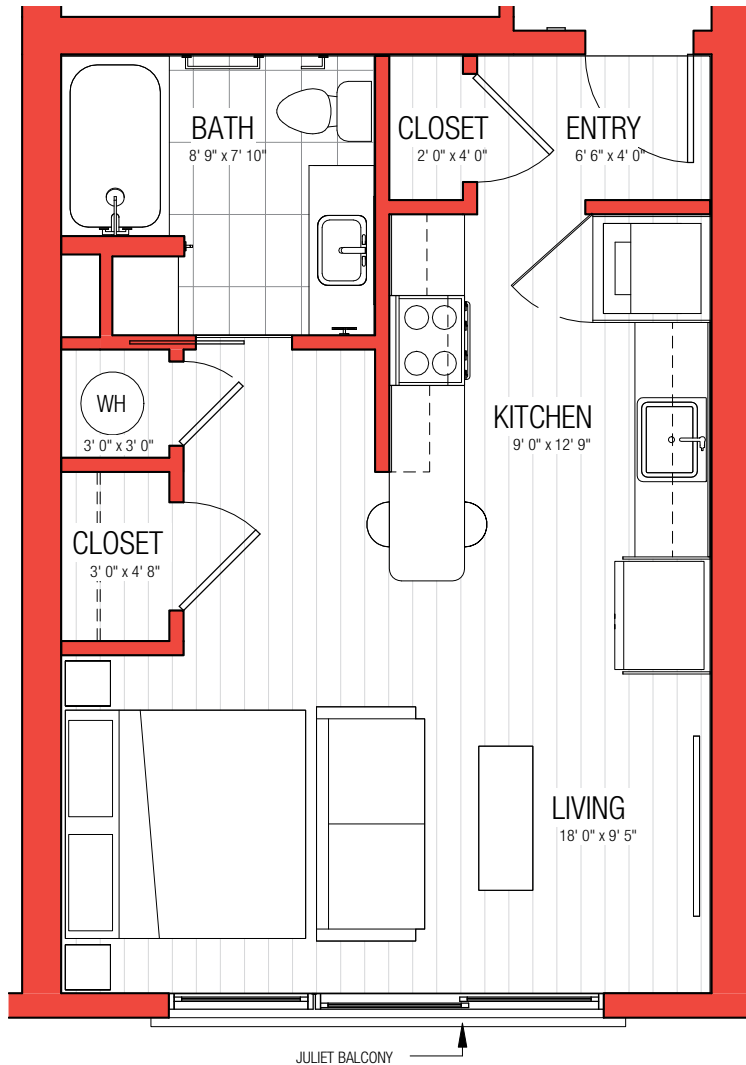 BATH
8' 9" x 7' 10"
CLOSET
2' 0" x 4' 0"
ENTRY
6' 6" x 4' 0"
WH
3' 0" x 3' 0"
KITCHEN
9' 0" x 12' 9"
CLOSET
3' 0" x 4' 8"
LIVING
18' 0" x 9' 5"
JULIET BALCONY